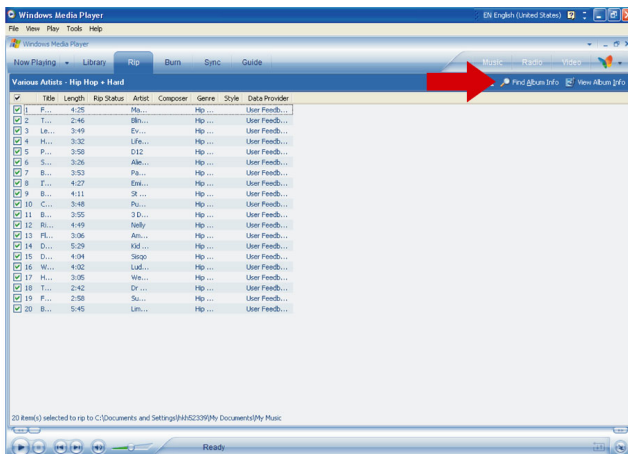 Windows Media Player EN English (United States)
File View Play Tools Help
Windows Media Player
Now Playing Library Rip Burn Sync Guide Music Radio Video
Various Artists - Hip Hop + Hard Find Album Info View Album Info
Title Length Rip Status Artist Composer Genre Style Data Provider
1 F... 4:25 Ma... Hip ... User Feedb...
2 T... 2:46 Blin... Hip ... User Feedb...
3 Le... 3:49 Ev... Hip ... User Feedb...
4 H... 3:32 Life... Hip ... User Feedb...
5 P... 3:58 D12 Hip ... User Feedb...
6 S... 3:26 Alie... Hip ... User Feedb...
7 B... 3:53 Pa... Hip ... User Feedb...
8 I'... 4:27 Emi... Hip ... User Feedb...
9 B... 4:11 St ... Hip ... User Feedb...
10 C... 3:48 Pu... Hip ... User Feedb...
11 B... 3:55 3 D... Hip ... User Feedb...
12 Ri... 4:49 Nelly Hip ... User Feedb...
13 Fl... 3:06 Am... Hip ... User Feedb...
14 D... 5:29 Kid ... Hip ... User Feedb...
15 D... 4:04 Sisqo Hip ... User Feedb...
16 W... 4:02 Lud... Hip ... User Feedb...
17 H... 3:05 We... Hip ... User Feedb...
18 T... 2:42 Dr ... Hip ... User Feedb...
19 F... 2:58 Su... Hip ... User Feedb...
20 B... 5:45 Lim... Hip ... User Feedb...
20 item(s) selected to rip to C:\Documents and Settings\hkh52339\My Documents\My Music
Ready